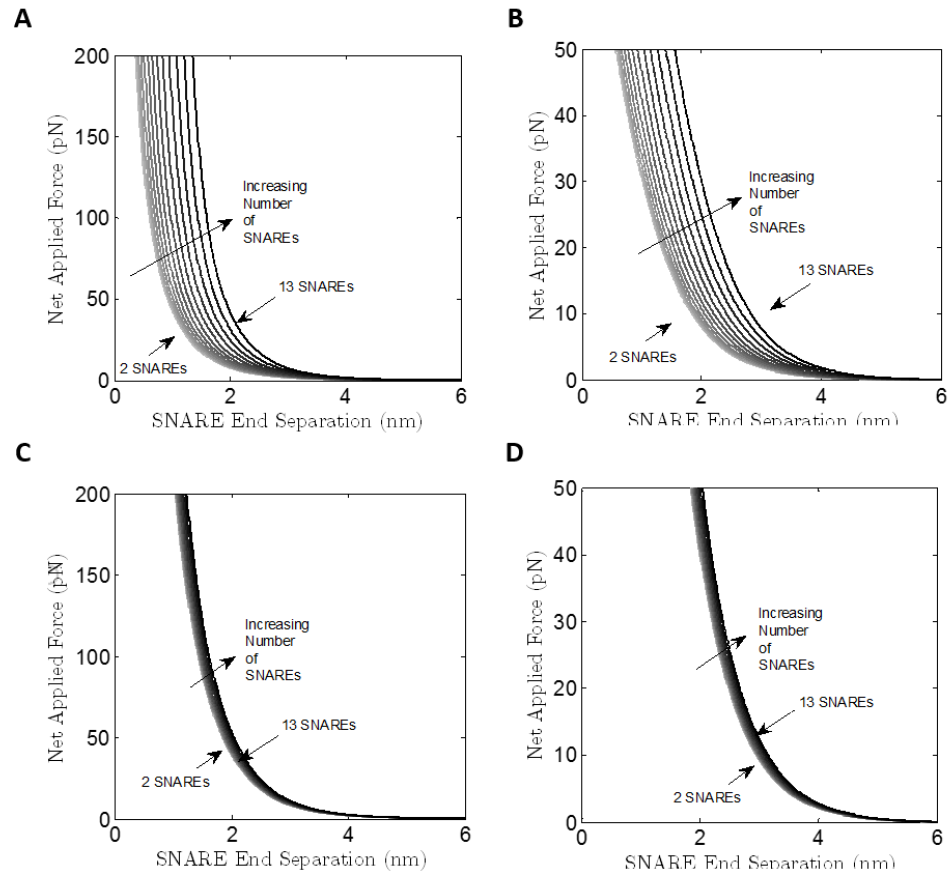 A
Net Applied Force (pN)
200
150
100
50
0
0
2
4
6
SNARE End Separation (nm)
Increasing
Number
of
SNAREs
13 SNAREs
2 SNAREs
B
Net Applied Force (pN)
50
40
30
20
10
0
0
2
4
6
SNARE End Separation (nm)
Increasing
Number
of
SNAREs
13 SNAREs
2 SNAREs
C
Net Applied Force (pN)
200
150
100
50
0
0
2
4
6
SNARE End Separation (nm)
Increasing
Number
of
SNAREs
13 SNAREs
2 SNAREs
D
Net Applied Force (pN)
50
40
30
20
10
0
0
2
4
6
SNARE End Separation (nm)
Increasing
Number
of
SNAREs
13 SNAREs
2 SNAREs